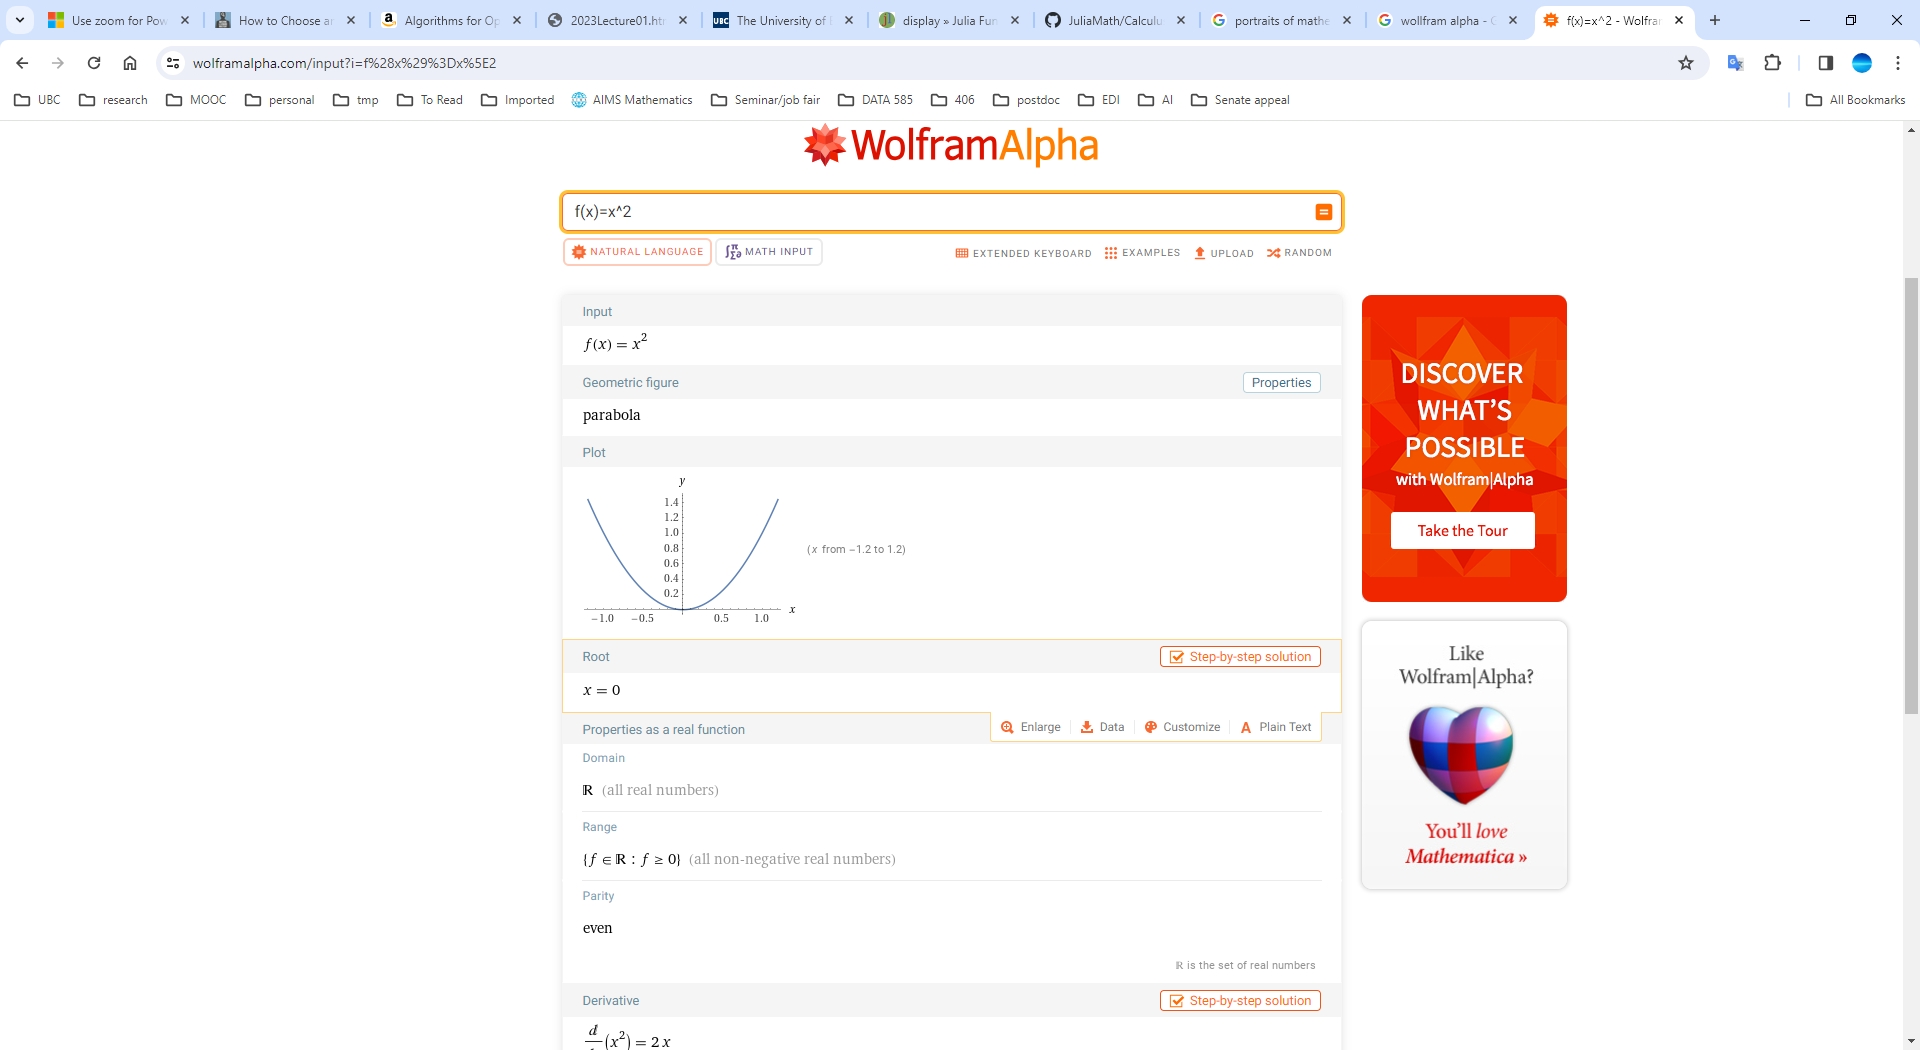 Use zoom for Pow
How to Choose an
Algorithms for Op
2023Lecture01.htm
UBC
The University of
display » Julia Fun
JuliaMath/Calculu
portraits of mathe
wollfram alpha - G
f(x)=x^2 - Wolfra
wolframalpha.com/input?i=f%28x%29%3Dx%5E2
UBC research MOOC personal tmp To Read Imported AIMS Mathematics Seminar/job fair DATA 585 406 postdoc EDI AI Senate appeal All Bookmarks
WolframAlpha
f(x)=x^2
NATURAL LANGUAGE MATH INPUT EXTENDED KEYBOARD EXAMPLES UPLOAD RANDOM
Input
f(x) = x²
Geometric figure Properties
parabola
Plot
y
1.4
1.2
1.0
0.8
0.6
0.4
0.2
(x from −1.2 to 1.2)
x
−1.0 −0.5 0.5 1.0
Root Step-by-step solution
x = 0
Enlarge Data Customize Plain Text
Properties as a real function
Domain
ℝ (all real numbers)
Range
{f ∈ ℝ : f ≥ 0} (all non-negative real numbers)
Parity
even
ℝ is the set of real numbers
Derivative Step-by-step solution
d
(x²) = 2 x
DISCOVER
WHAT'S
POSSIBLE
with Wolfram|Alpha
Take the Tour
Like
Wolfram|Alpha?
You'll love
Mathematica »